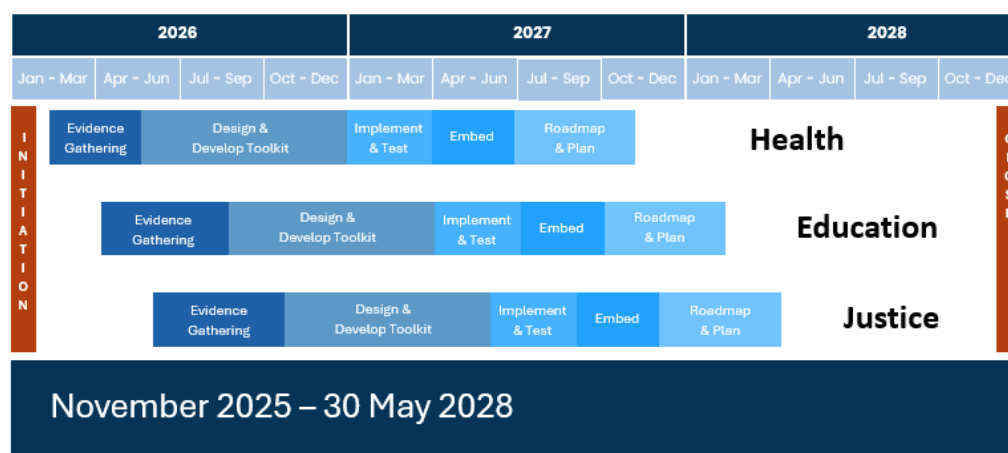 2026 2027 2028
Jan - Mar Apr - Jun Jul - Sep Oct - Dec Jan - Mar Apr - Jun Jul - Sep Oct - Dec Jan - Mar Apr - Jun Jul - Sep Oct - Dec
INITIATION
Evidence Gathering
Design & Develop Toolkit
Implement & Test
Embed
Roadmap & Plan
Health
Evidence Gathering
Design & Develop Toolkit
Implement & Test
Embed
Roadmap & Plan
Education
Evidence Gathering
Design & Develop Toolkit
Implement & Test
Embed
Roadmap & Plan
Justice
November 2025 – 30 May 2028